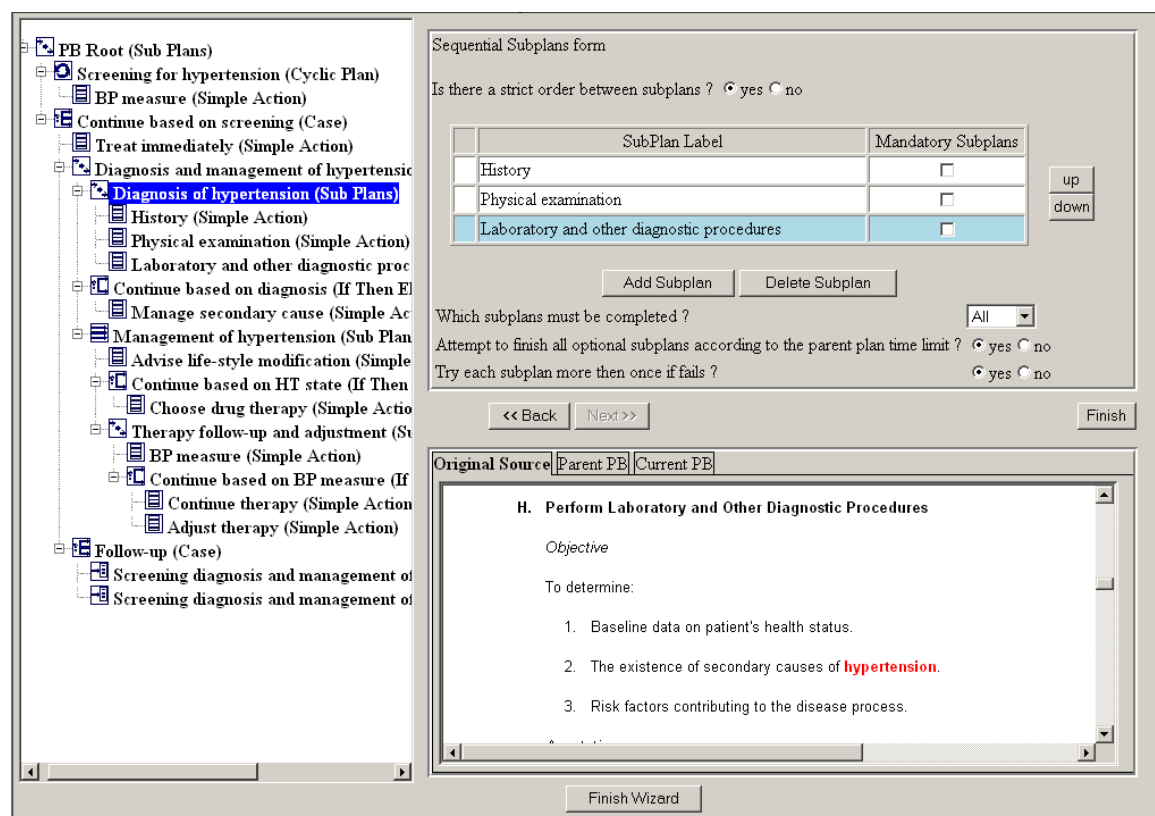 PB Root (Sub Plans)
Screening for hypertension (Cyclic Plan)
BP measure (Simple Action)
Continue based on screening (Case)
Treat immediately (Simple Action)
Diagnosis and management of hypertensic
Diagnosis of hypertension (Sub Plans)
History (Simple Action)
Physical examination (Simple Action)
Laboratory and other diagnostic proc
Continue based on diagnosis (If Then El
Manage secondary cause (Simple Ac
Management of hypertension (Sub Plan
Advise life-style modification (Simple
Continue based on HT state (If Then
Choose drug therapy (Simple Actio
Therapy follow-up and adjustment (Su
BP measure (Simple Action)
Continue based on BP measure (If
Continue therapy (Simple Action
Adjust therapy (Simple Action)
Follow-up (Case)
Screening diagnosis and management of
Screening diagnosis and management of
Sequential Subplans form
Is there a strict order between subplans ? yes no
SubPlan Label Mandatory Subplans
History
Physical examination
Laboratory and other diagnostic procedures
up
down
Add Subplan Delete Subplan
Which subplans must be completed ? All
Attempt to finish all optional subplans according to the parent plan time limit ? yes no
Try each subplan more then once if fails ? yes no
<< Back Next >> Finish
Original Source Parent PB Current PB
H. Perform Laboratory and Other Diagnostic Procedures
Objective
To determine:
1. Baseline data on patient's health status.
2. The existence of secondary causes of hypertension.
3. Risk factors contributing to the disease process.
Finish Wizard